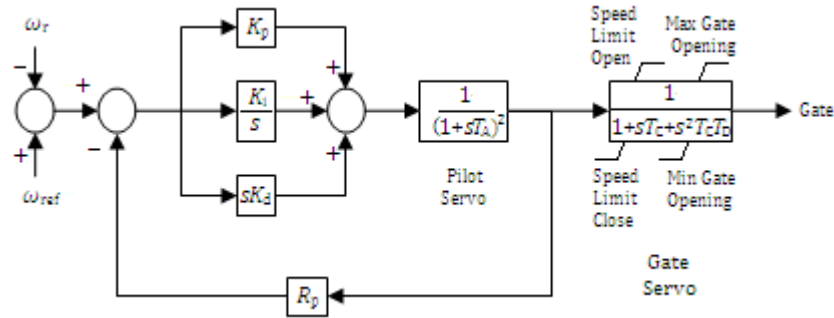 ω_r
−
+
+
ω_ref
−
K_p
K_i
s
sK_d
+
+
+
1
(1+sT_A)²
Pilot
Servo
Speed
Limit
Open
Max Gate
Opening
1
1+sT_C+s²T_CT_D
Gate
Speed
Limit
Close
Min Gate
Opening
Gate
Servo
R_p